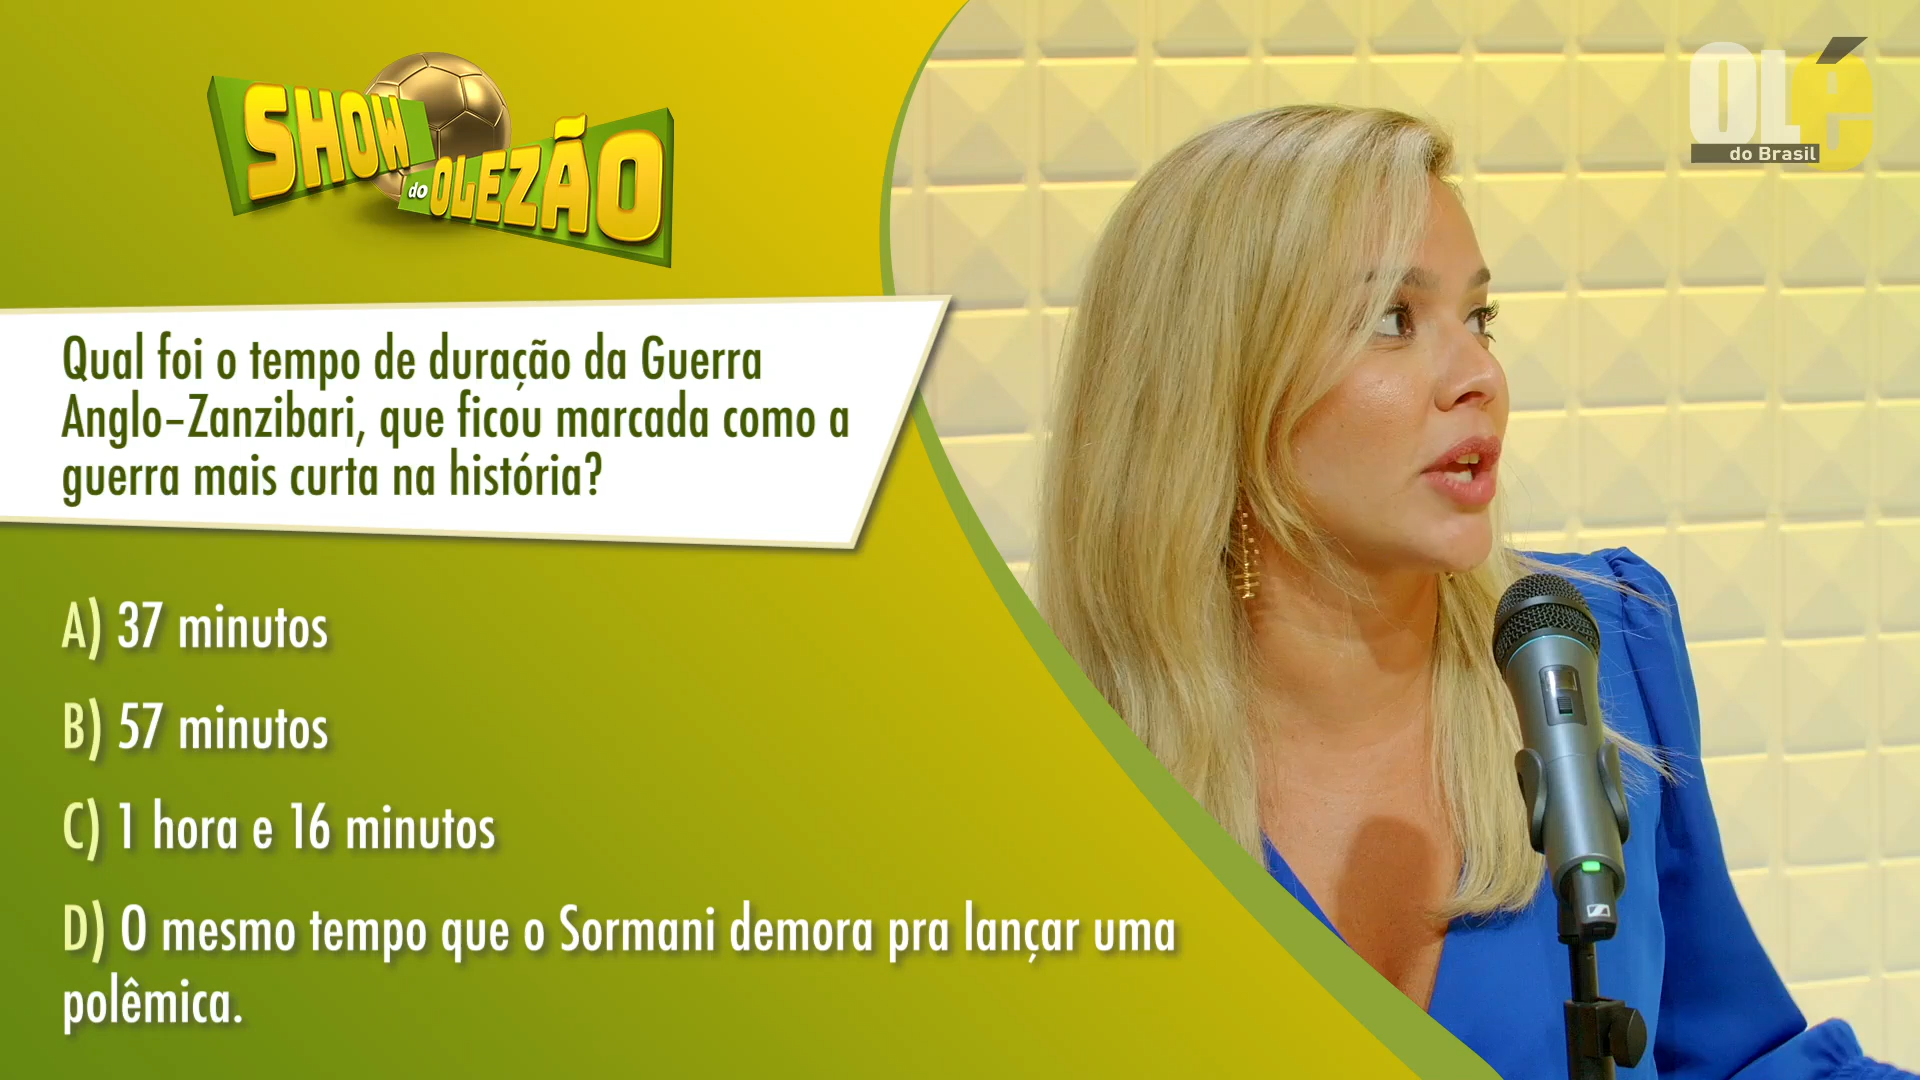 SHOW
do OLEZÃO
OLé
do Brasil
Qual foi o tempo de duração da Guerra
Anglo-Zanzibari, que ficou marcada como a
guerra mais curta na história?
A) 37 minutos
B) 57 minutos
C) 1 hora e 16 minutos
D) O mesmo tempo que o Sormani demora pra lançar uma
polêmica.